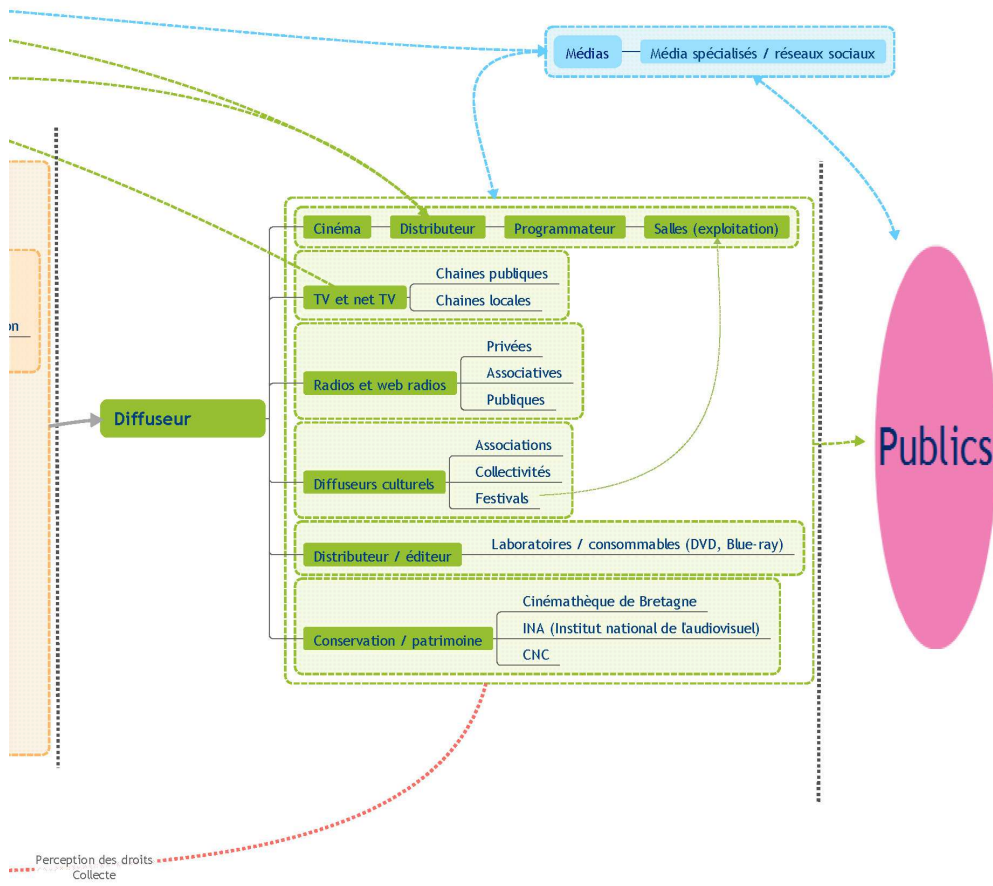 Médias
Média spécialisés / réseaux sociaux
Cinéma
Distributeur
Programmateur
Salles (exploitation)
Chaines publiques
TV et net TV
Chaines locales
on
Privées
Radios et web radios
Associatives
Publiques
Diffuseur
Publics
Associations
Diffuseurs culturels
Collectivités
Festivals
Distributeur / éditeur
Laboratoires / consommables (DVD, Blue-ray)
Cinémathèque de Bretagne
Conservation / patrimoine
INA (Institut national de l'audiovisuel)
CNC
Perception des droits
Collecte